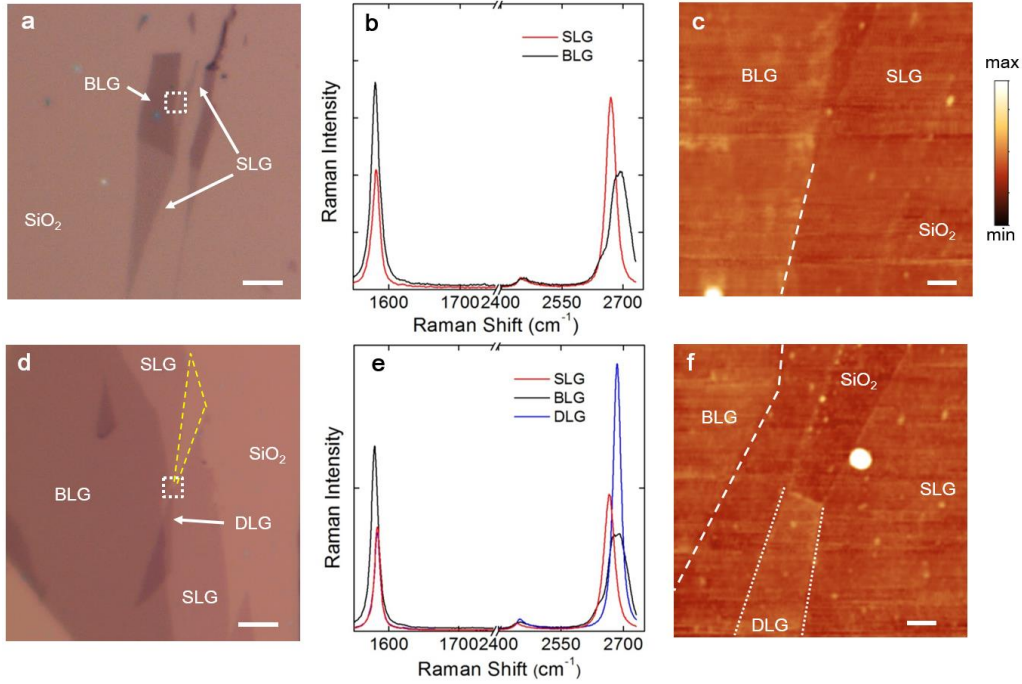 a
BLG
SLG
SiO2
b
SLG
BLG
Raman Intensity
1600 1700 2400 2550 2700
Raman Shift (cm-1)
c
BLG
SLG
SiO2
max
min
d
SLG
SiO2
BLG
DLG
SLG
e
SLG
BLG
DLG
Raman Intensity
1600 1700 2400 2550 2700
Raman Shift (cm-1)
f
SiO2
BLG
SLG
DLG